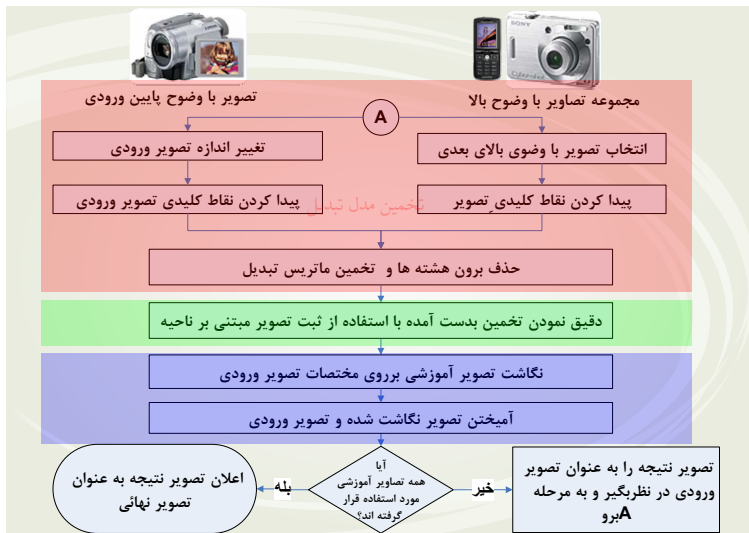 SONY
Cyber-shot
مجموعه تصاویر با وضوح بالا
تصویر با وضوح پایین ورودی
A
انتخاب تصویر با وضوی بالای بعدی
تغییر اندازه تصویر ورودی
پیدا کردن نقاط کلیدی تصویر
پیدا کردن نقاط کلیدی تصویر ورودی
تخمین مدل تبدیل
حذف برون هشته ها و تخمین ماتریس تبدیل
دقیق نمودن تخمین بدست آمده با استفاده از ثبت تصویر مبتنی بر ناحیه
نگاشت تصویر آموزشی برروی مختصات تصویر ورودی
آمیختن تصویر نگاشت شده و تصویر ورودی
آیا
همه تصاویر آموزشی
مورد استفاده قرار
گرفته اند؟
خیر
تصویر نتیجه را به عنوان تصویر
ورودی در نظربگیر و به مرحله
Aبرو
بله
اعلان تصویر نتیجه به عنوان
تصویر نهائی